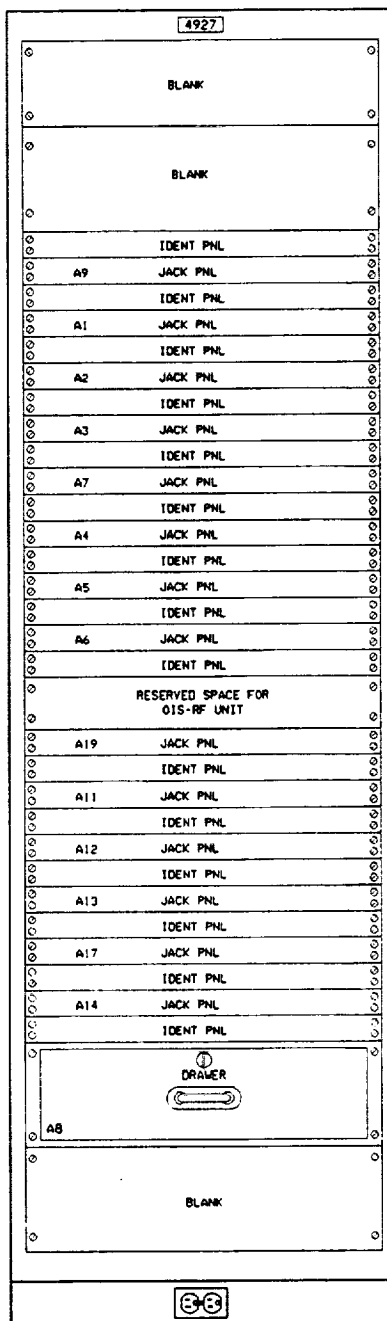 4927
BLANK
BLANK
IDENT PNL
A9 JACK PNL
IDENT PNL
A1 JACK PNL
IDENT PNL
A2 JACK PNL
IDENT PNL
A3 JACK PNL
IDENT PNL
A7 JACK PNL
IDENT PNL
A4 JACK PNL
IDENT PNL
A5 JACK PNL
IDENT PNL
A6 JACK PNL
IDENT PNL
RESERVED SPACE FOR
OIS-RF UNIT
A19 JACK PNL
IDENT PNL
A11 JACK PNL
IDENT PNL
A12 JACK PNL
IDENT PNL
A13 JACK PNL
IDENT PNL
A17 JACK PNL
IDENT PNL
A14 JACK PNL
IDENT PNL
DRAWER
A8
BLANK